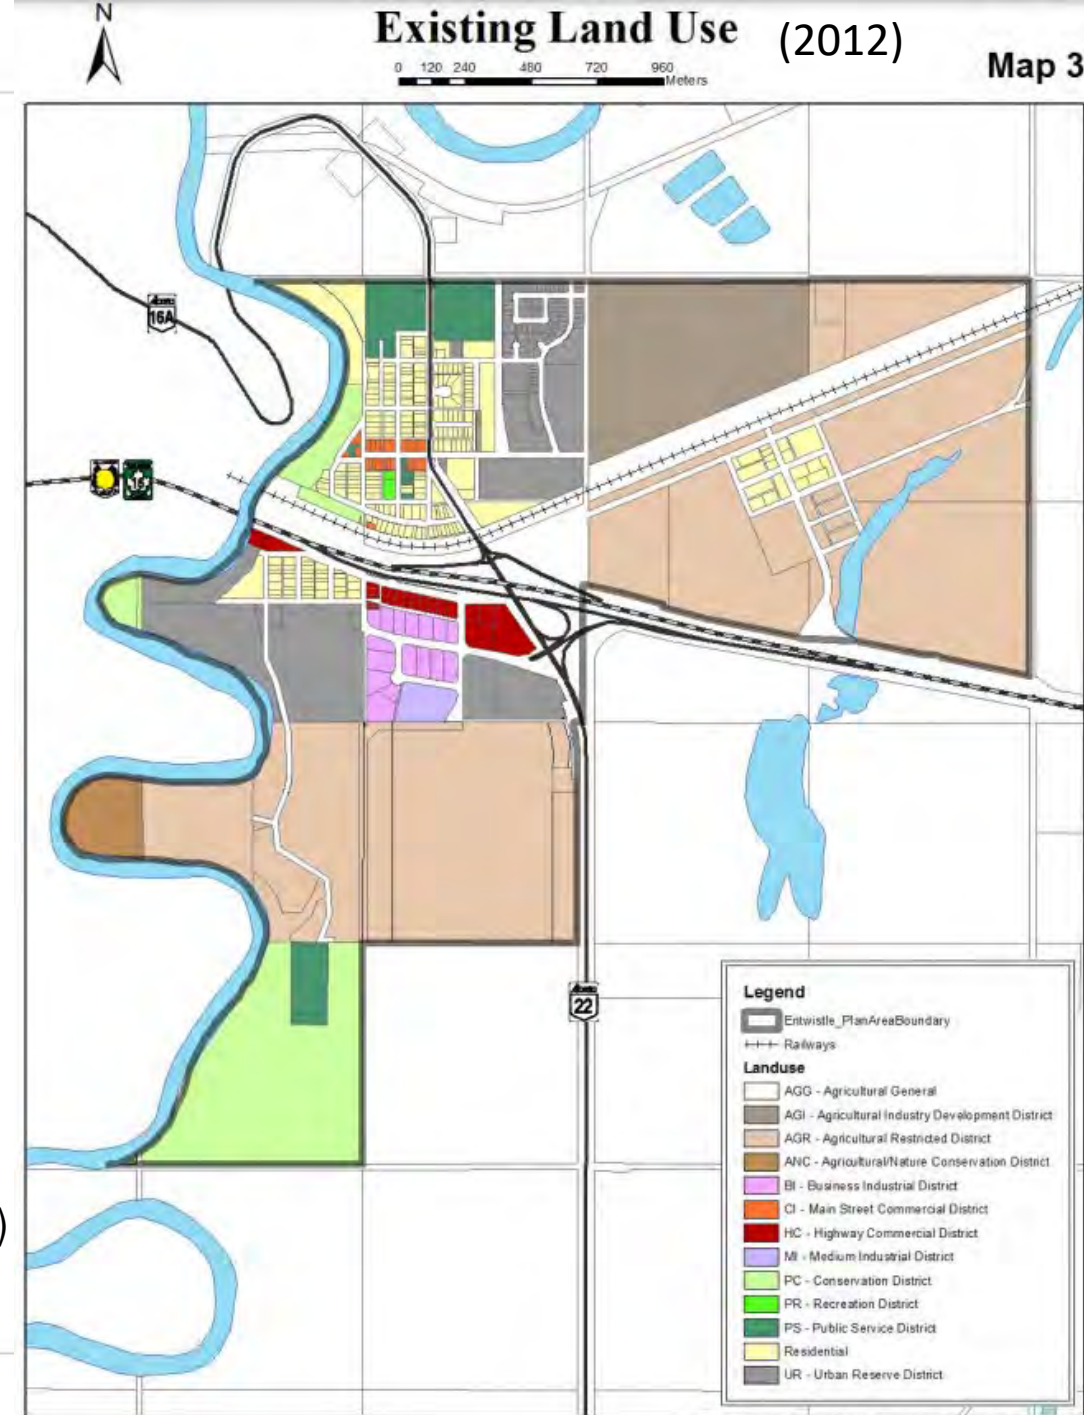 N
Existing Land Use (2012)
Map 3
0 120 240 480 720 960
Meters
16A
16
22
)
Legend
Entwistle_PlanAreaBoundary
Railways
Landuse
AGG - Agricultural General
AGI - Agricultural Industry Development District
AGR - Agricultural Restricted District
ANC - Agricultural/Nature Conservation District
BI - Business Industrial District
CI - Main Street Commercial District
HC - Highway Commercial District
MI - Medium Industrial District
PC - Conservation District
PR - Recreation District
PS - Public Service District
Residential
UR - Urban Reserve District